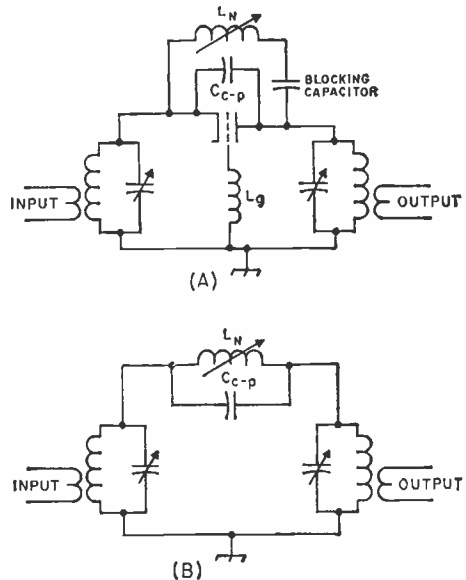 LN
Cc-p
BLOCKING
CAPACITOR
INPUT
Lg
OUTPUT
(A)
LN
Cc-p
INPUT
OUTPUT
(B)